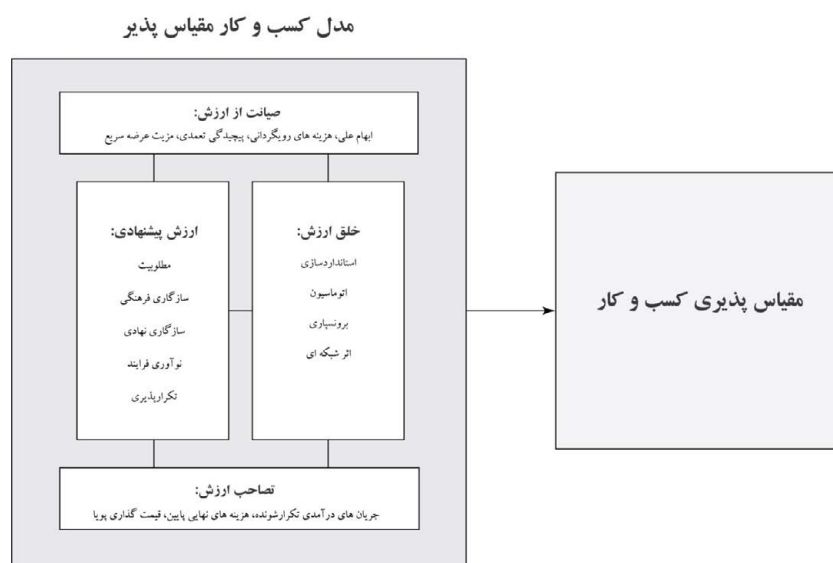 مدل کسب و کار مقیاس پذیر
صیانت از ارزش:
ابهام علی، هزینه های رویگردانی، پیچیدگی تعمدی، مزیت عرضه سریع
خلق ارزش:
استانداردسازی
اتوماسیون
برونسپاری
اثر شبکه ای
ارزش پیشنهادی:
مطلوبیت
سازگاری فرهنگی
سازگاری نهادی
نوآوری فرایند
تکرارپذیری
تصاحب ارزش:
جریان های درآمدی تکرارشونده، هزینه های نهایی پایین، قیمت گذاری پویا
مقیاس پذیری کسب و کار